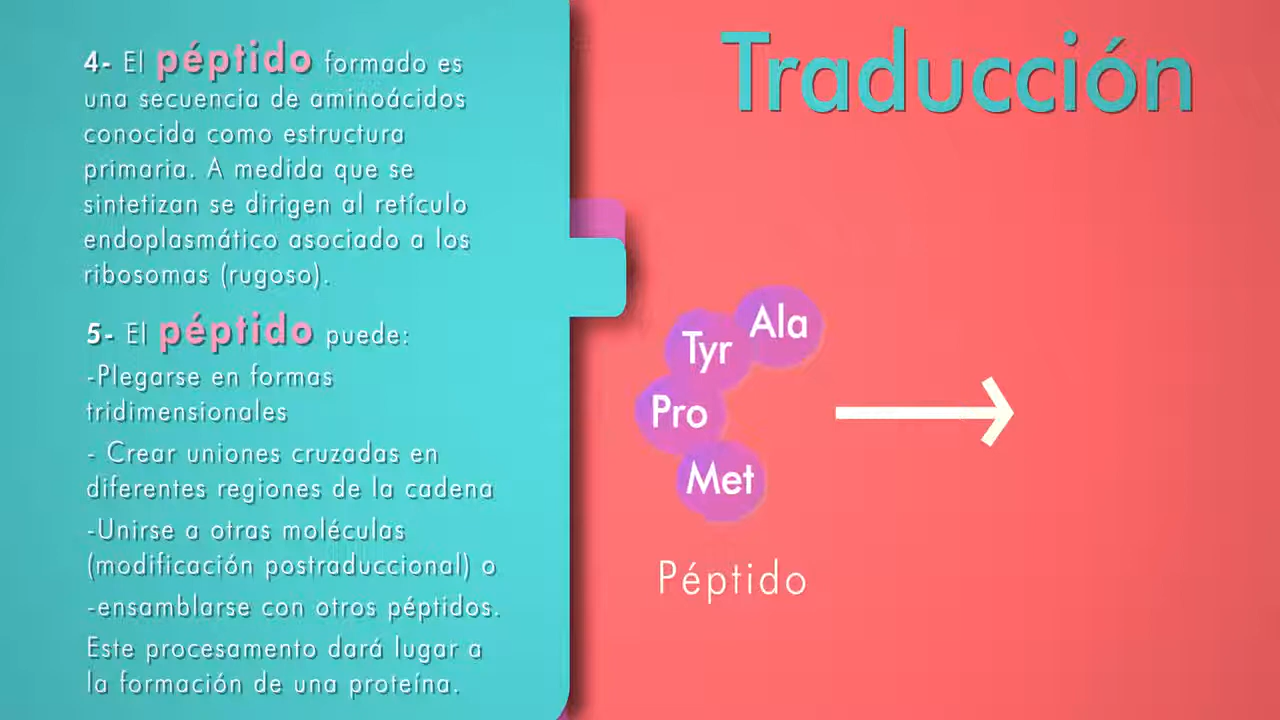 4- El péptido formado es
una secuencia de aminoácidos
conocida como estructura
primaria. A medida que se
sintetizan se dirigen al retículo
endoplasmático asociado a los
ribosomas (rugoso).
5- El péptido puede:
-Plegarse en formas
tridimensionales
- Crear uniones cruzadas en
diferentes regiones de la cadena
-Unirse a otras moléculas
(modificación postraduccional) o
-ensamblarse con otros péptidos.
Este procesamento dará lugar a
la formación de una proteína.
Traducción
Ala
Tyr
Pro
Met
Péptido